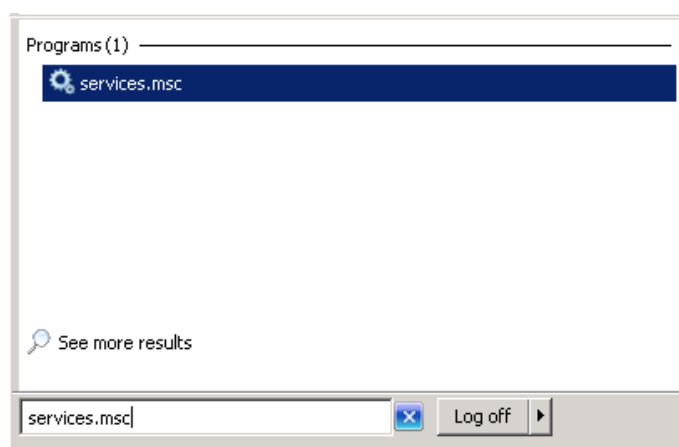 Programs (1)
services.msc
See more results
services.msc
Log off